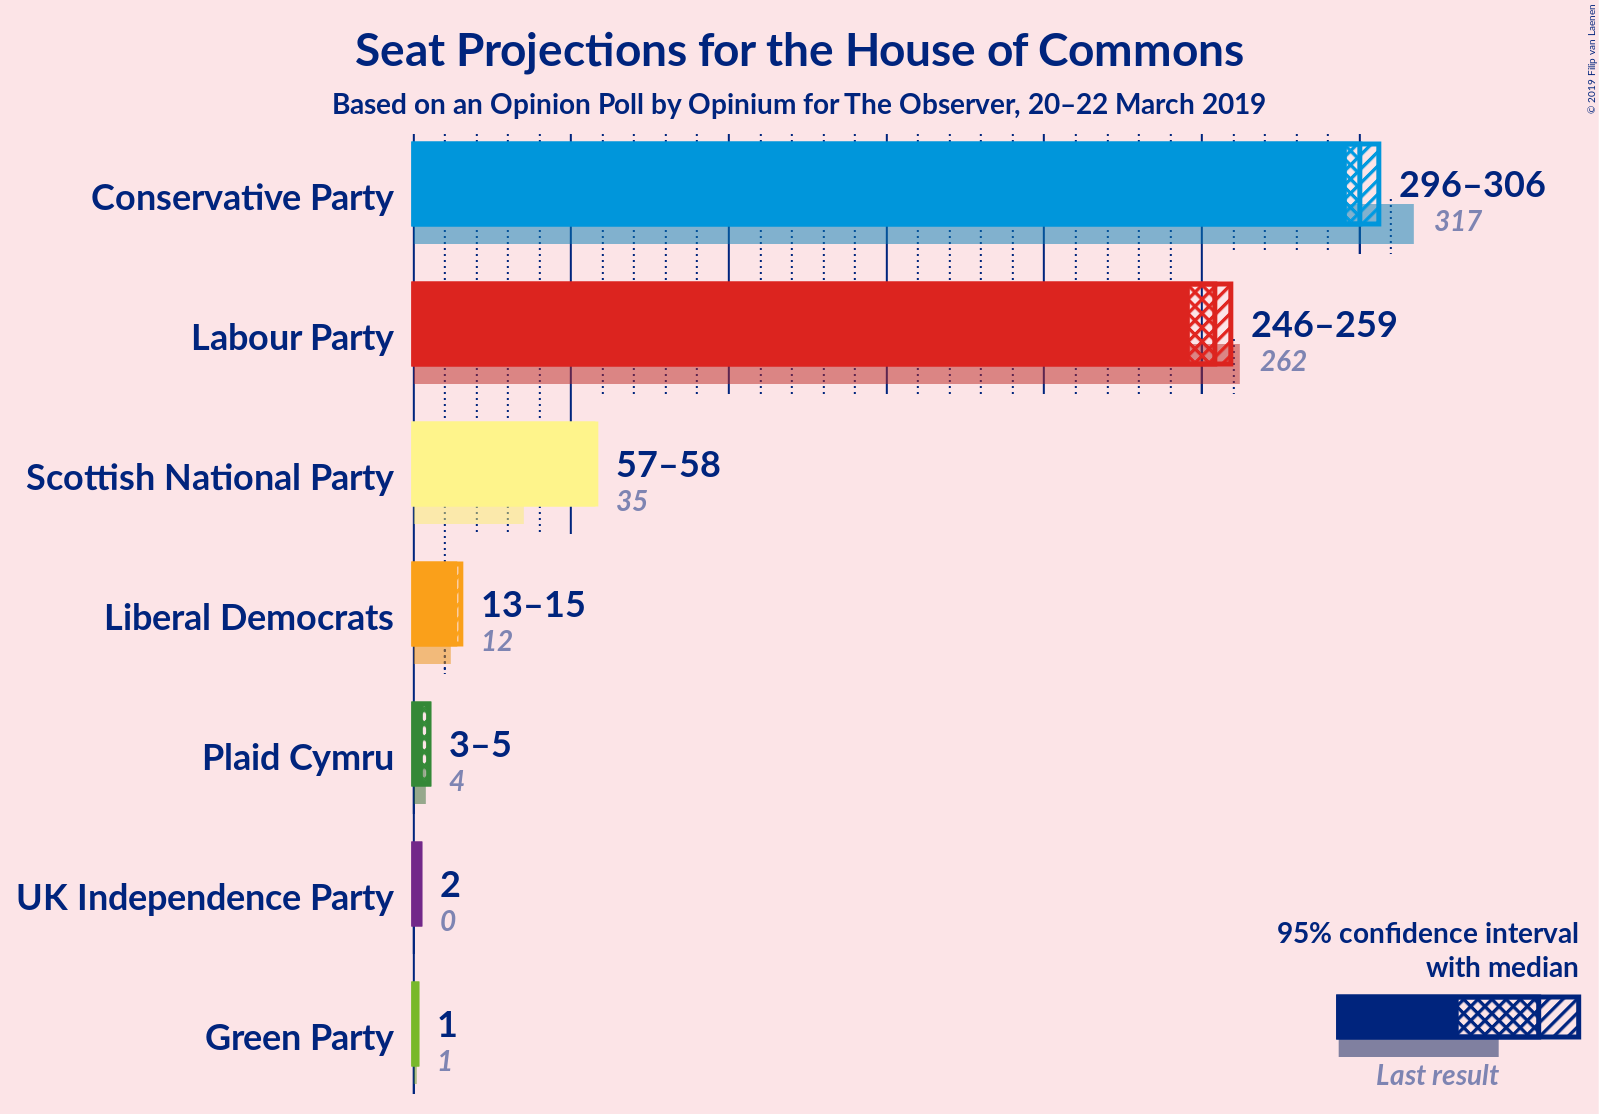 Seat Projections for the House of Commons
Based on an Opinion Poll by Opinium for The Observer, 20–22 March 2019
© 2019 Filip van Laenen
Conservative Party
296–306
317
Labour Party
246–259
262
Scottish National Party
57–58
35
Liberal Democrats
13–15
12
Plaid Cymru
3–5
4
UK Independence Party
2
0
Green Party
1
1
95% confidence interval
with median
Last result